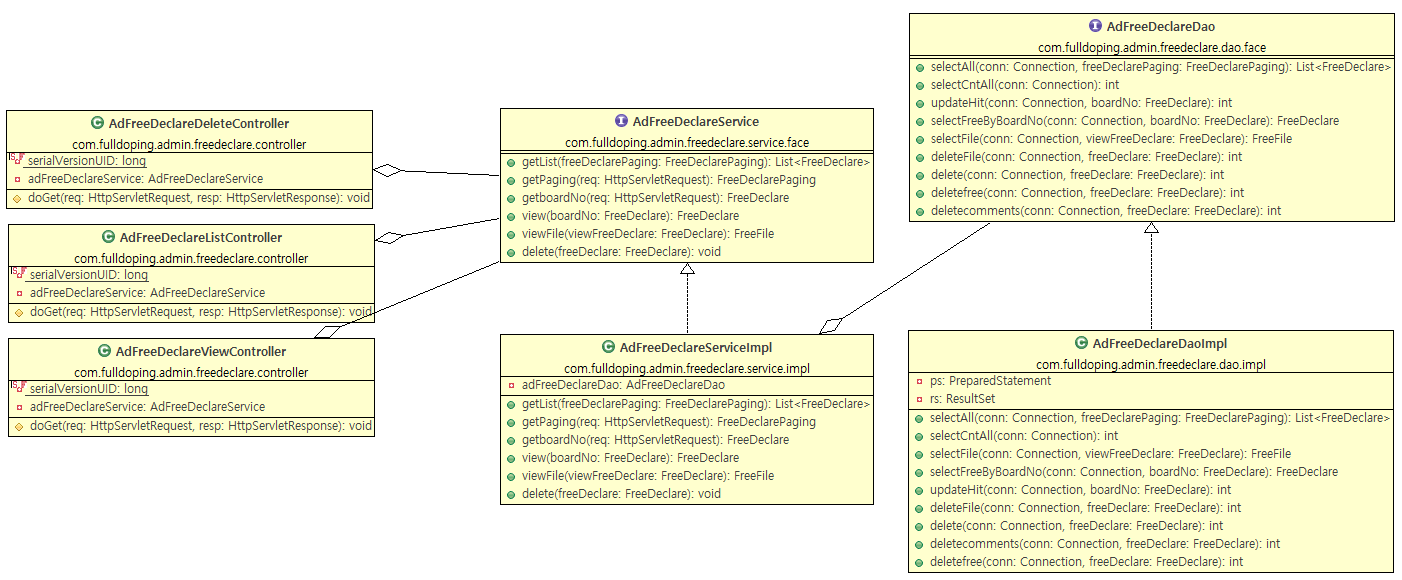 AdFreeDeclareDeleteController
com.fulldoping.admin.freedeclare.controller
serialVersionUID: long
adFreeDeclareService: AdFreeDeclareService
doGet(req: HttpServletRequest, resp: HttpServletResponse): void
AdFreeDeclareListController
com.fulldoping.admin.freedeclare.controller
serialVersionUID: long
adFreeDeclareService: AdFreeDeclareService
doGet(req: HttpServletRequest, resp: HttpServletResponse): void
AdFreeDeclareViewController
com.fulldoping.admin.freedeclare.controller
serialVersionUID: long
adFreeDeclareService: AdFreeDeclareService
doGet(req: HttpServletRequest, resp: HttpServletResponse): void
AdFreeDeclareService
com.fulldoping.admin.freedeclare.service.face
getList(freeDeclarePaging: FreeDeclarePaging): List<FreeDeclare>
getPaging(req: HttpServletRequest): FreeDeclarePaging
getboardNo(req: HttpServletRequest): FreeDeclare
view(boardNo: FreeDeclare): FreeDeclare
viewFile(viewFreeDeclare: FreeDeclare): FreeFile
delete(freeDeclare: FreeDeclare): void
AdFreeDeclareServiceImpl
com.fulldoping.admin.freedeclare.service.impl
adFreeDeclareDao: AdFreeDeclareDao
getList(freeDeclarePaging: FreeDeclarePaging): List<FreeDeclare>
getPaging(req: HttpServletRequest): FreeDeclarePaging
getboardNo(req: HttpServletRequest): FreeDeclare
view(boardNo: FreeDeclare): FreeDeclare
viewFile(viewFreeDeclare: FreeDeclare): FreeFile
delete(freeDeclare: FreeDeclare): void
AdFreeDeclareDao
com.fulldoping.admin.freedeclare.dao.face
selectAll(conn: Connection, freeDeclarePaging: FreeDeclarePaging): List<FreeDeclare>
selectCntAll(conn: Connection): int
updateHit(conn: Connection, boardNo: FreeDeclare): int
selectFreeByBoardNo(conn: Connection, boardNo: FreeDeclare): FreeDeclare
selectFile(conn: Connection, viewFreeDeclare: FreeDeclare): FreeFile
deleteFile(conn: Connection, freeDeclare: FreeDeclare): int
delete(conn: Connection, freeDeclare: FreeDeclare): int
deletefree(conn: Connection, freeDeclare: FreeDeclare): int
deletecomments(conn: Connection, freeDeclare: FreeDeclare): int
AdFreeDeclareDaoImpl
com.fulldoping.admin.freedeclare.dao.impl
ps: PreparedStatement
rs: ResultSet
selectAll(conn: Connection, freeDeclarePaging: FreeDeclarePaging): List<FreeDeclare>
selectCntAll(conn: Connection): int
selectFile(conn: Connection, viewFreeDeclare: FreeDeclare): FreeFile
selectFreeByBoardNo(conn: Connection, boardNo: FreeDeclare): FreeDeclare
updateHit(conn: Connection, boardNo: FreeDeclare): int
deleteFile(conn: Connection, freeDeclare: FreeDeclare): int
delete(conn: Connection, freeDeclare: FreeDeclare): int
deletecomments(conn: Connection, freeDeclare: FreeDeclare): int
deletefree(conn: Connection, freeDeclare: FreeDeclare): int